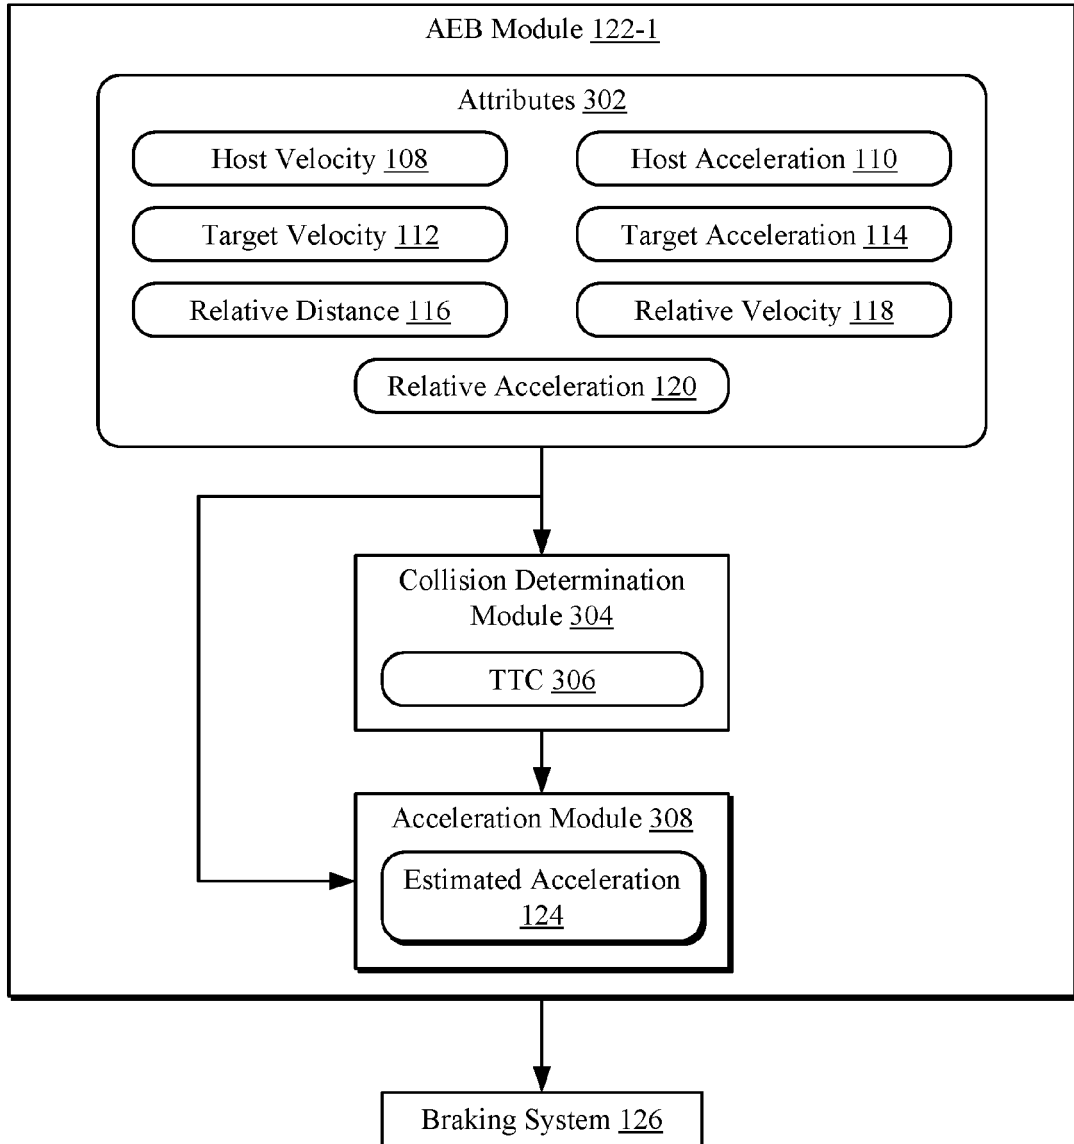 AEB Module 122-1
Attributes 302
Host Velocity 108
Host Acceleration 110
Target Velocity 112
Target Acceleration 114
Relative Distance 116
Relative Velocity 118
Relative Acceleration 120
Collision Determination
Module 304
TTC 306
Acceleration Module 308
Estimated Acceleration
124
Braking System 126